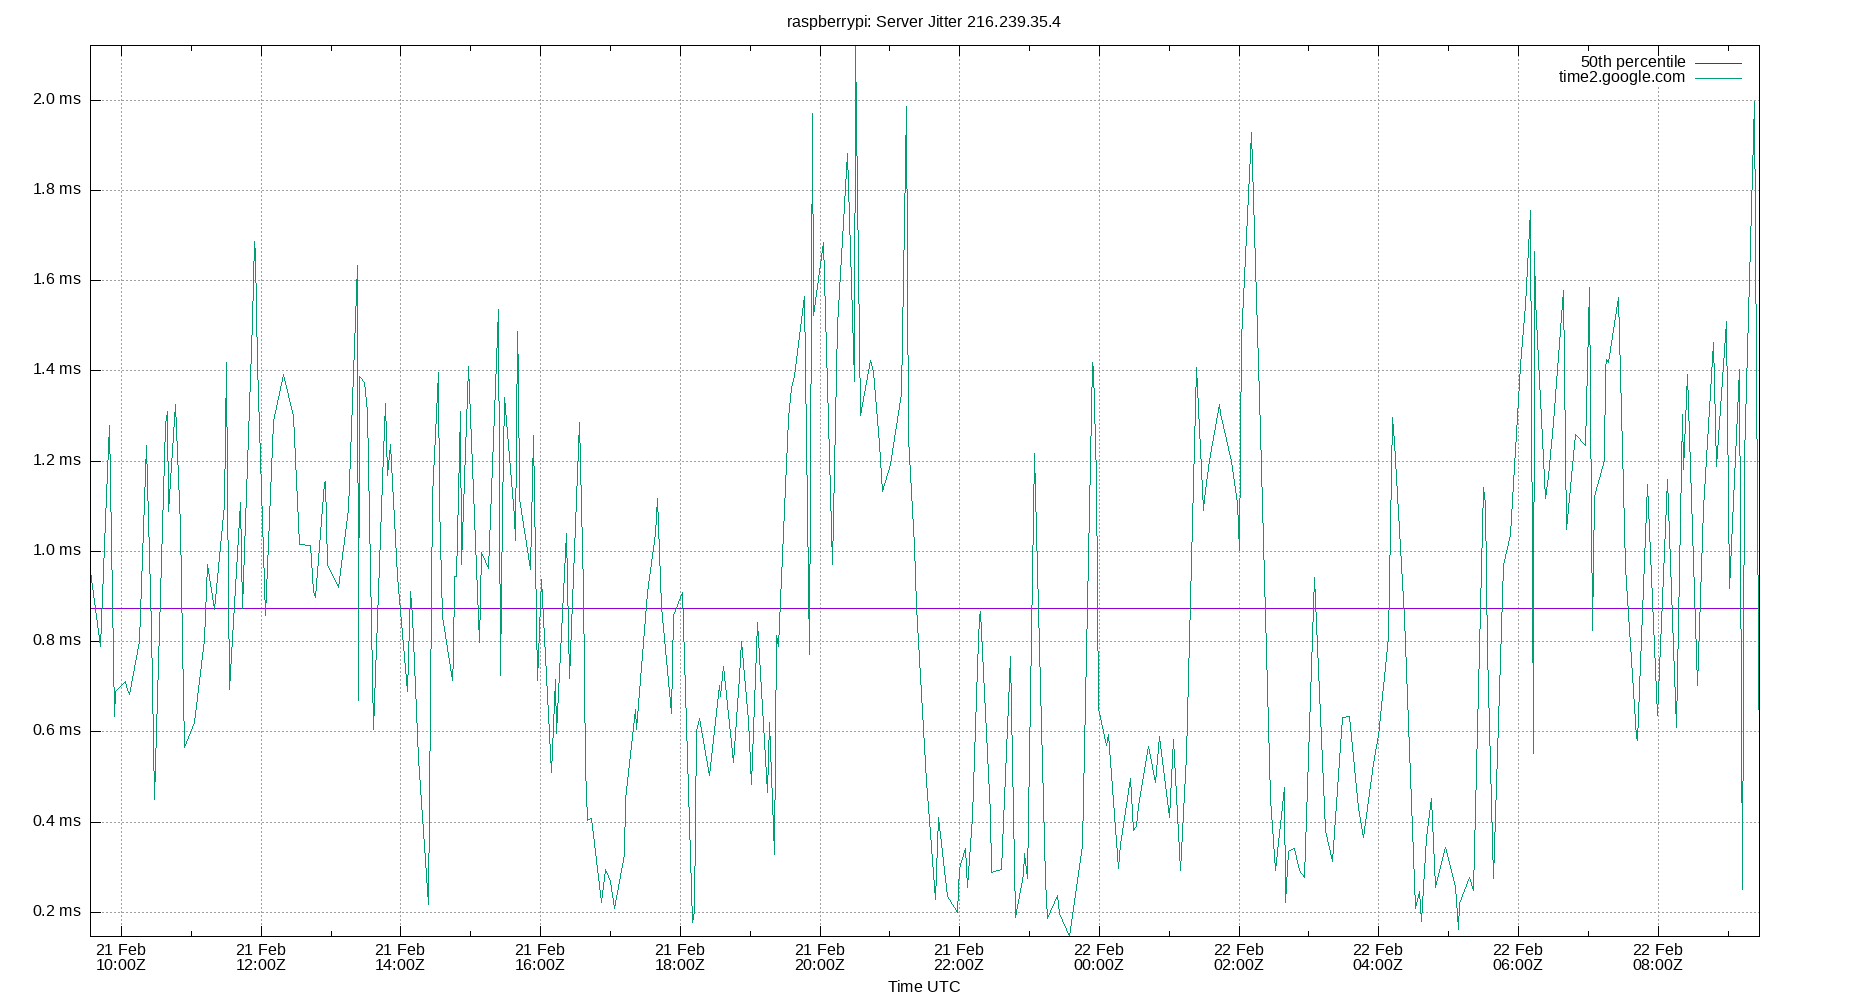 raspberrypi: Server Jitter 216.239.35.4
50th percentile
time2.google.com
2.0 ms
1.8 ms
1.6 ms
1.4 ms
1.2 ms
1.0 ms
0.8 ms
0.6 ms
0.4 ms
0.2 ms
21 Feb 21 Feb 21 Feb 21 Feb 21 Feb 21 Feb 21 Feb 22 Feb 22 Feb 22 Feb 22 Feb 22 Feb
10:00Z 12:00Z 14:00Z 16:00Z 18:00Z 20:00Z 22:00Z 00:00Z 02:00Z 04:00Z 06:00Z 08:00Z
Time UTC